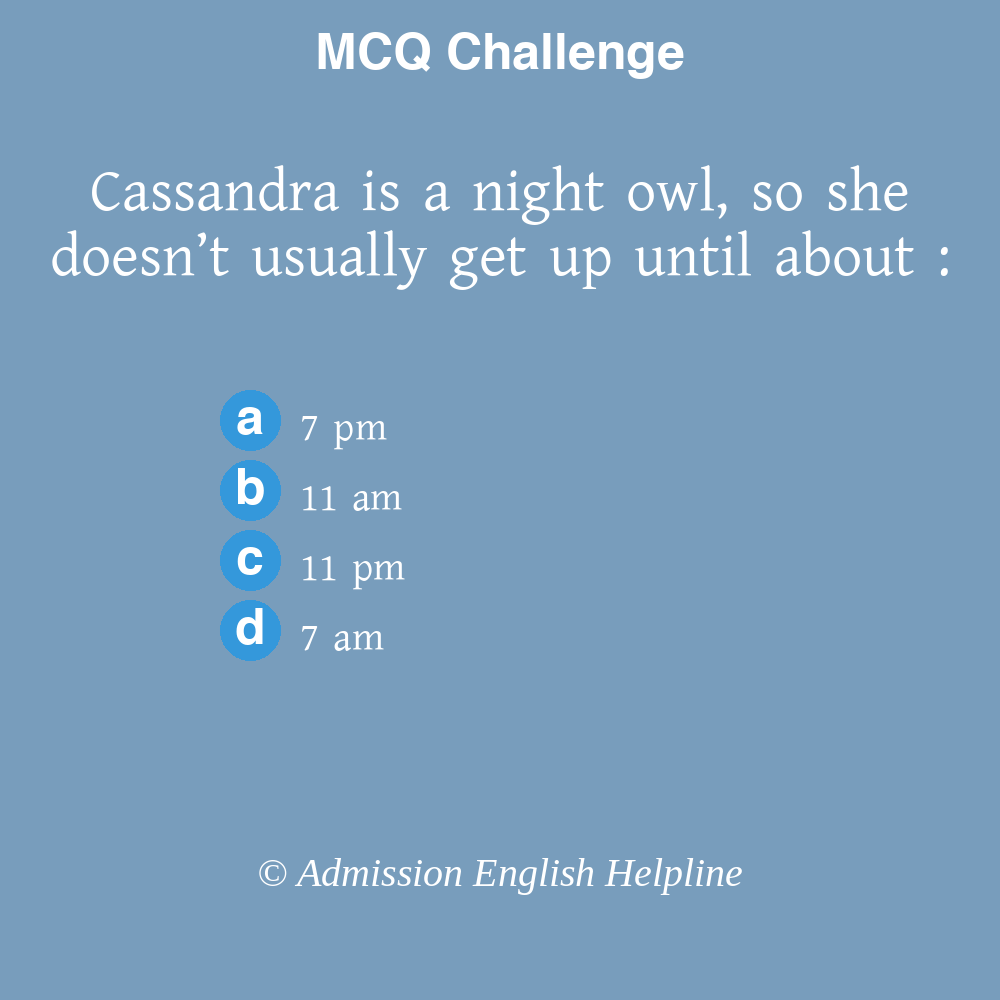 MCQ Challenge
Cassandra is a night owl, so she
doesn’t usually get up until about :
a 7 pm
b 11 am
c 11 pm
d 7 am
© Admission English Helpline